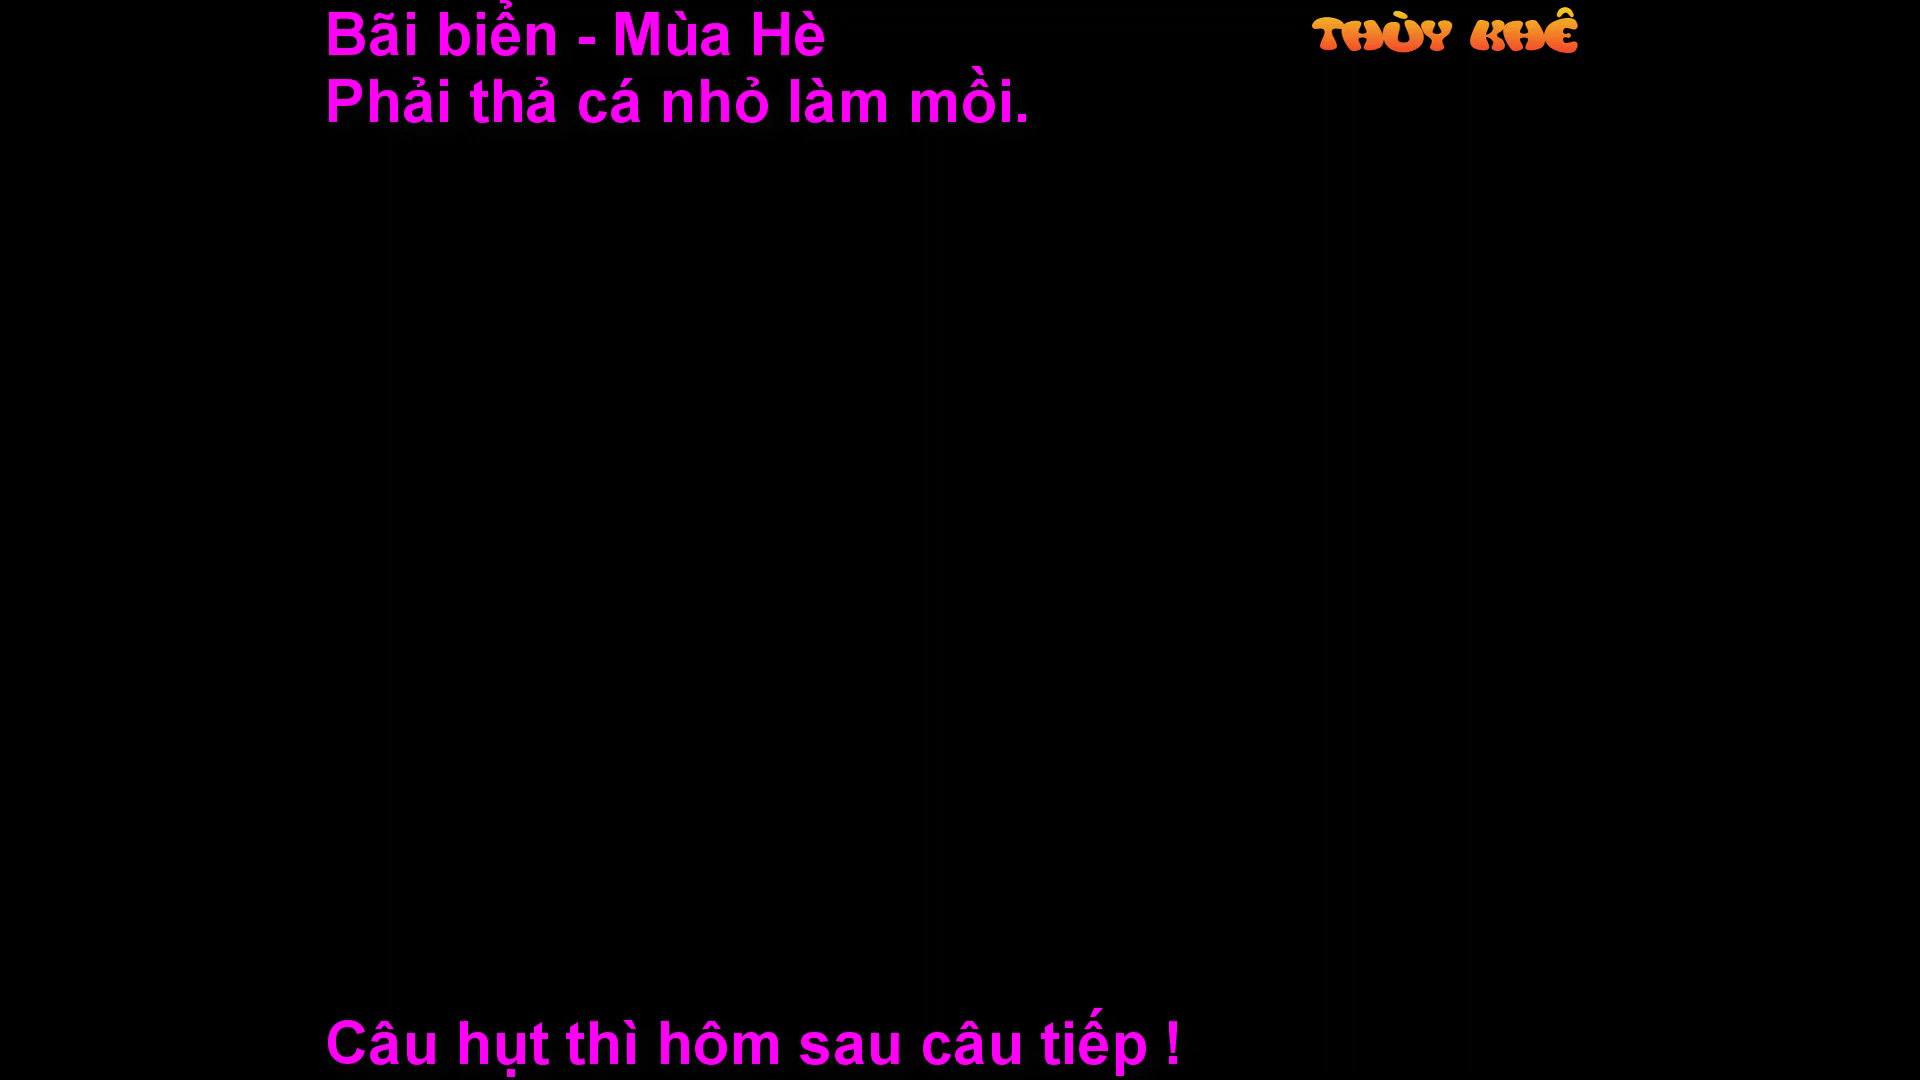 Bãi biển - Mùa Hè
THÙY KHÊ
Phải thả cá nhỏ làm mồi.
Câu hụt thì hôm sau câu tiếp !